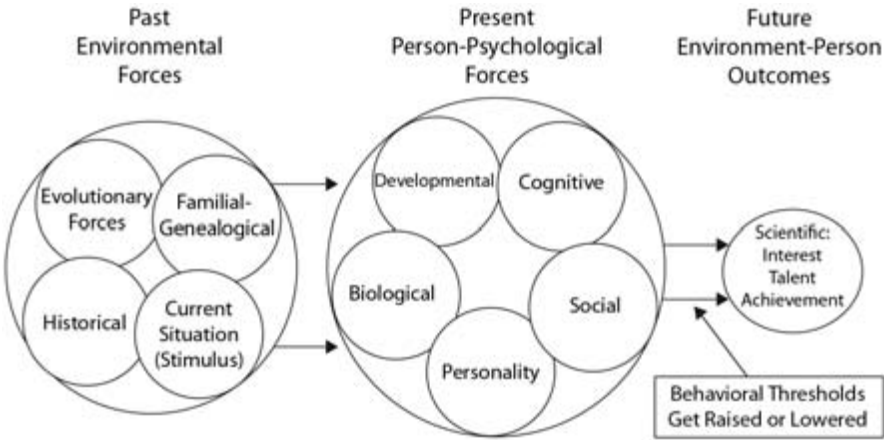 Past
Environmental
Forces
Present
Person-Psychological
Forces
Future
Environment-Person
Outcomes
Evolutionary
Forces
Familial-
Genealogical
Historical
Current
Situation
(Stimulus)
Developmental
Cognitive
Biological
Social
Personality
Scientific:
Interest
Talent
Achievement
Behavioral Thresholds
Get Raised or Lowered